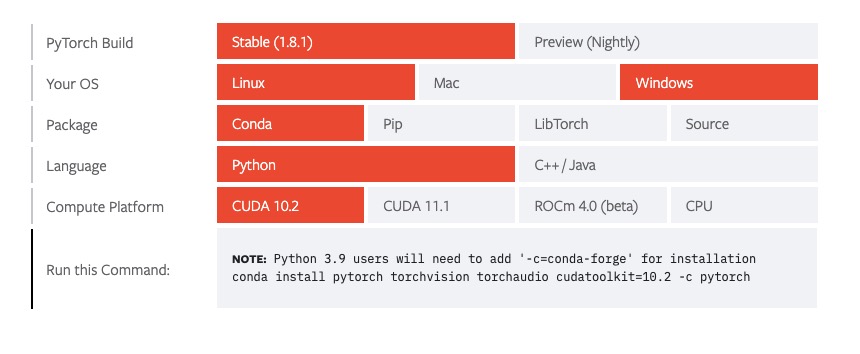 PyTorch Build Stable (1.8.1) Preview (Nightly)
Your OS Linux Mac Windows
Package Conda Pip LibTorch Source
Language Python C++ / Java
Compute Platform CUDA 10.2 CUDA 11.1 ROCm 4.0 (beta) CPU
Run this Command:
NOTE: Python 3.9 users will need to add '-c=conda-forge' for installation
conda install pytorch torchvision torchaudio cudatoolkit=10.2 -c pytorch